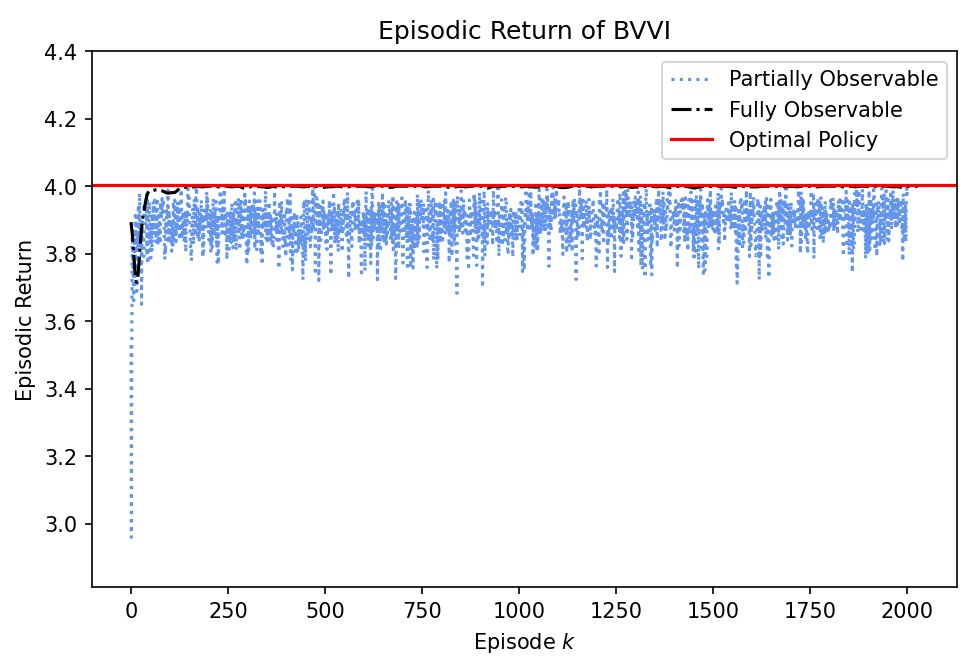 Episodic Return of BVVI
Partially Observable
Fully Observable
Optimal Policy
Episodic Return
4.4
4.2
4.0
3.8
3.6
3.4
3.2
3.0
0 250 500 750 1000 1250 1500 1750 2000
Episode k